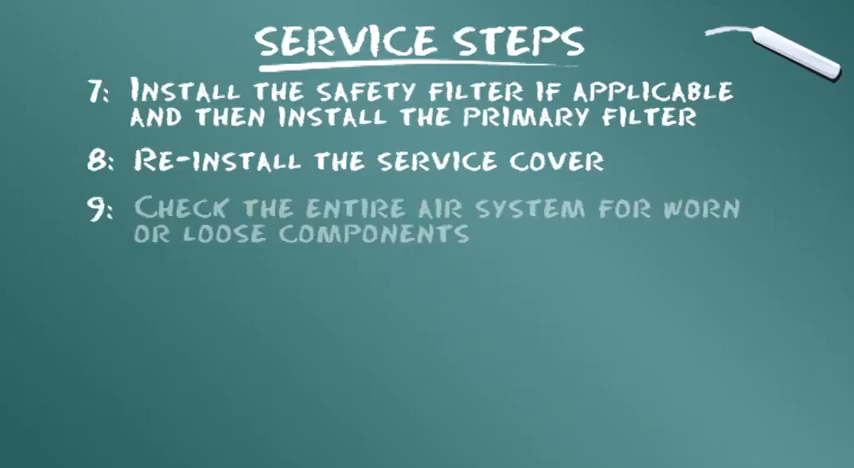 SERVICE STEPS
7: INSTALL THE SAFETY FILTER IF APPLICABLE
AND THEN INSTALL THE PRIMARY FILTER
8: RE-INSTALL THE SERVICE COVER
9: CHECK THE ENTIRE AIR SYSTEM FOR WORN
OR LOOSE COMPONENTS